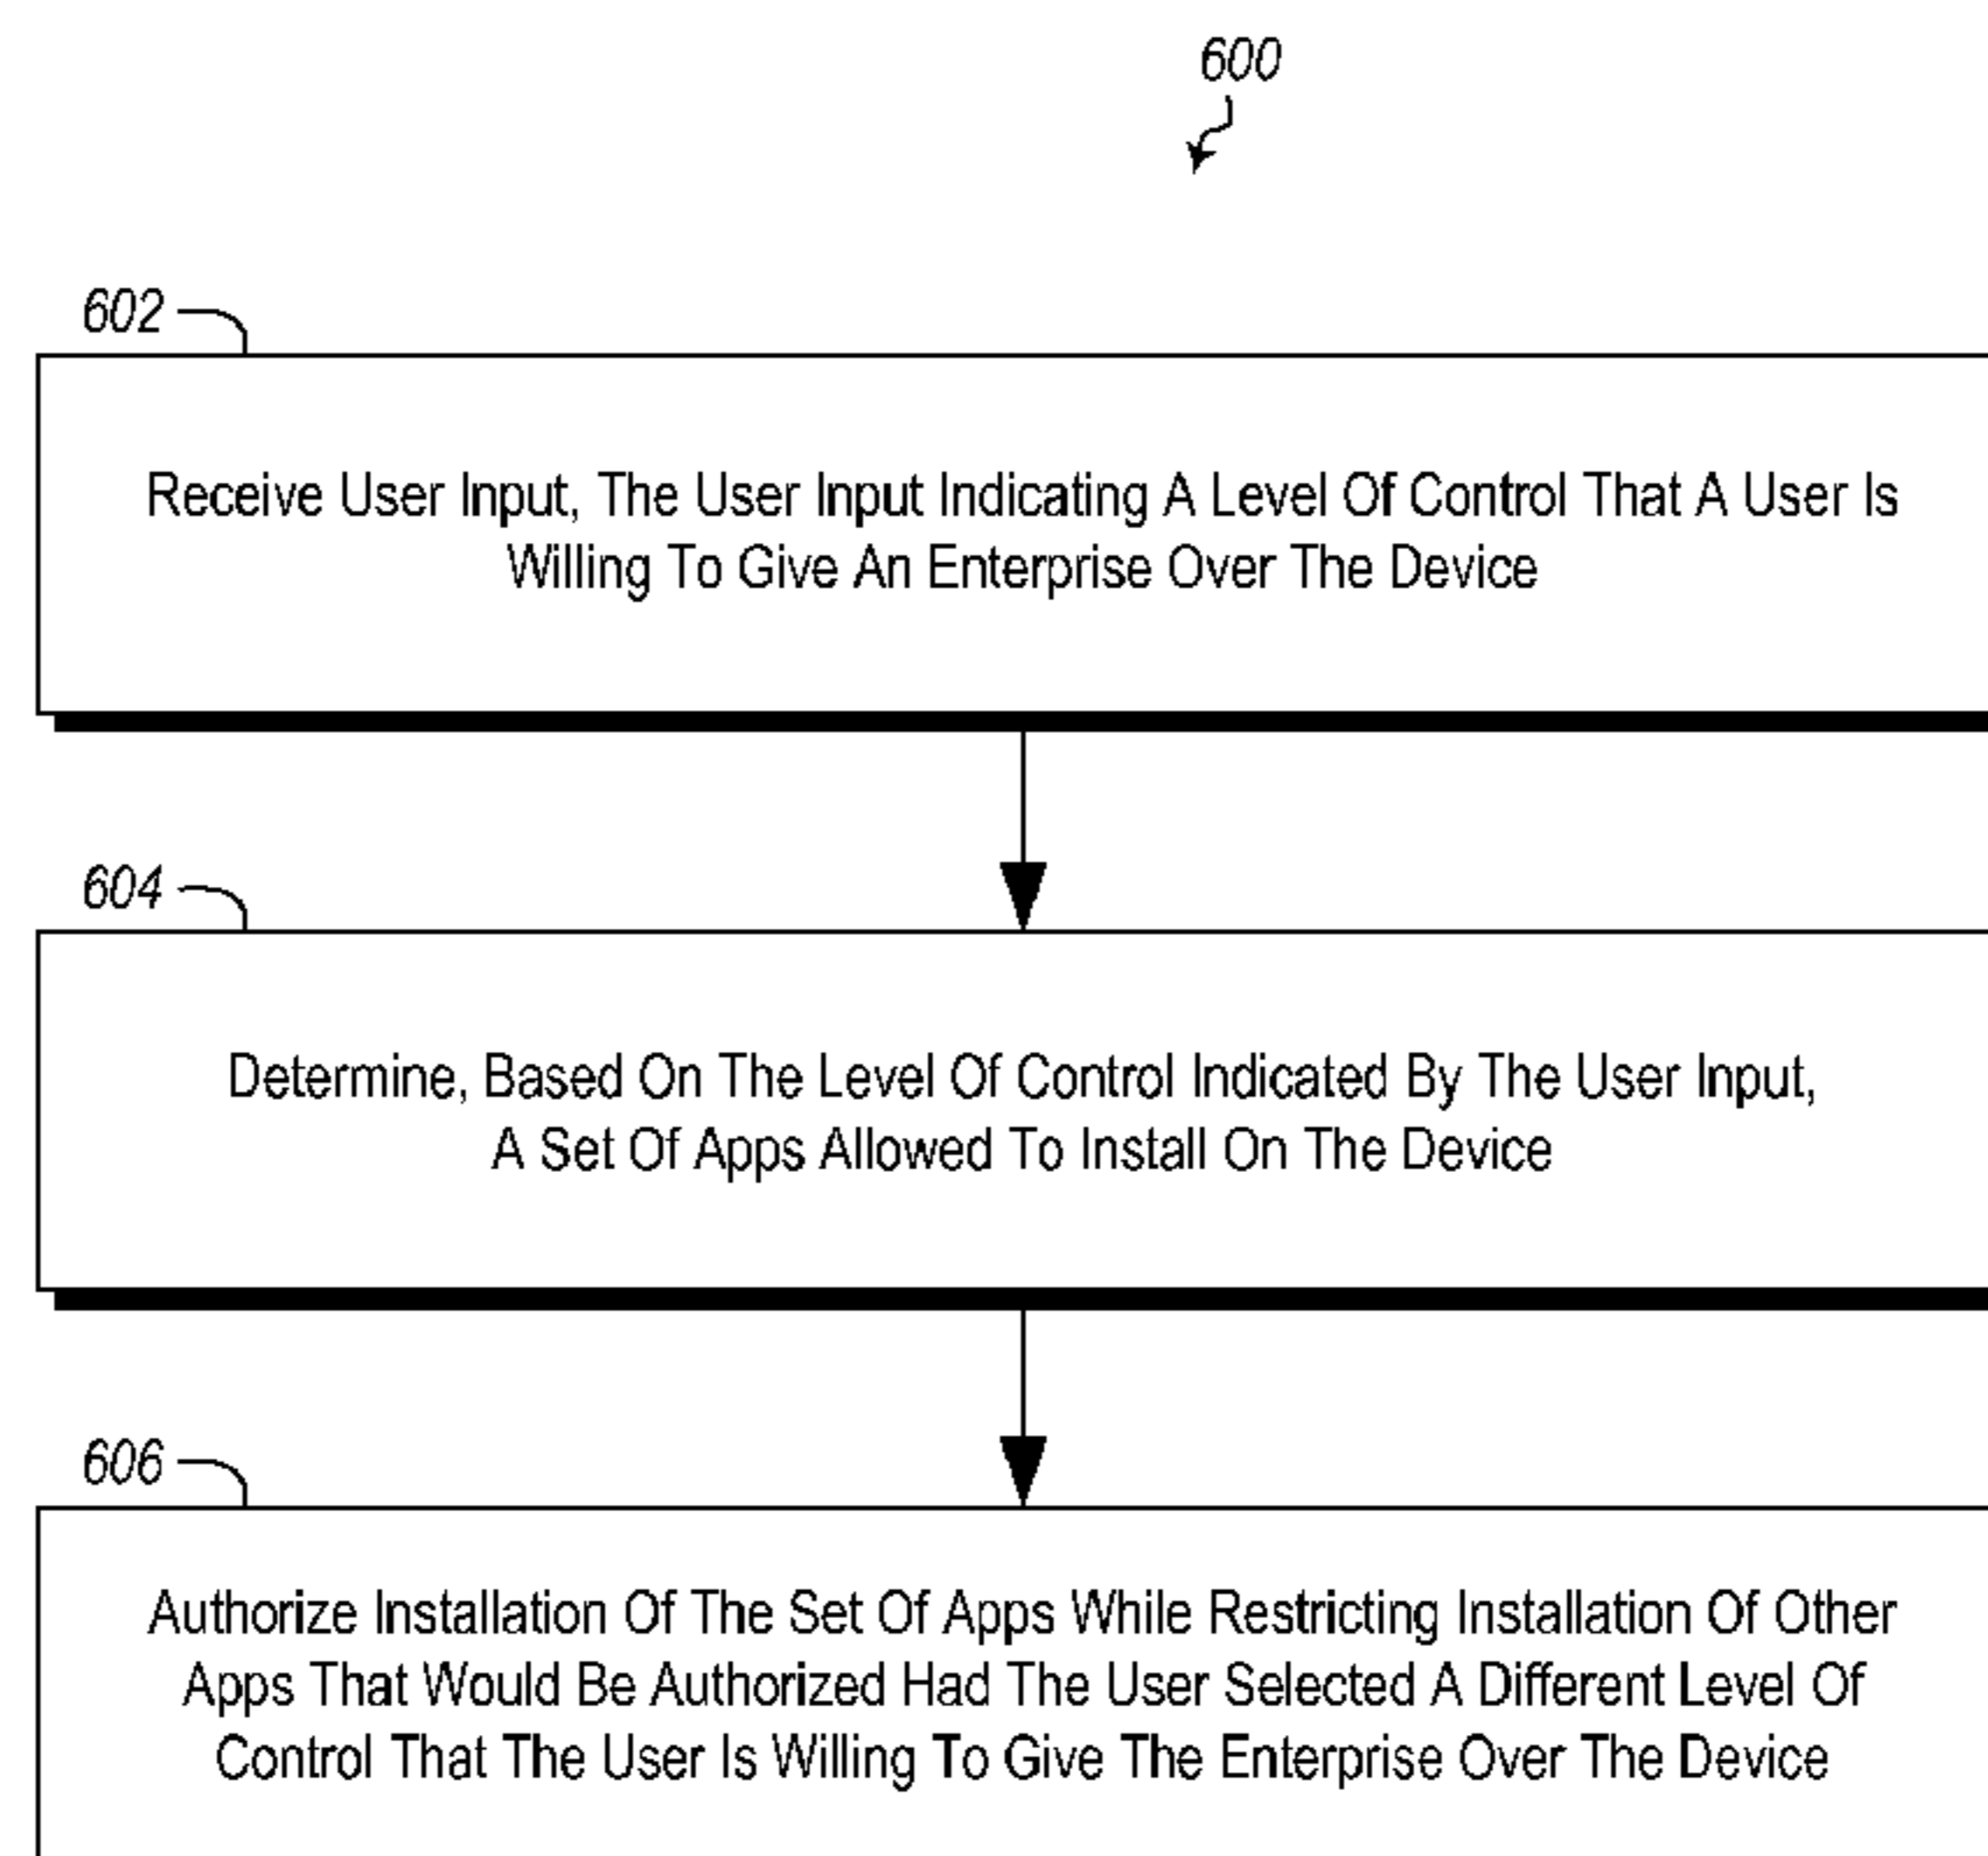 600
602
Receive User Input, The User Input Indicating A Level Of Control That A User Is
Willing To Give An Enterprise Over The Device
604
Determine, Based On The Level Of Control Indicated By The User Input,
A Set Of Apps Allowed To Install On The Device
606
Authorize Installation Of The Set Of Apps While Restricting Installation Of Other
Apps That Would Be Authorized Had The User Selected A Different Level Of
Control That The User Is Willing To Give The Enterprise Over The Device